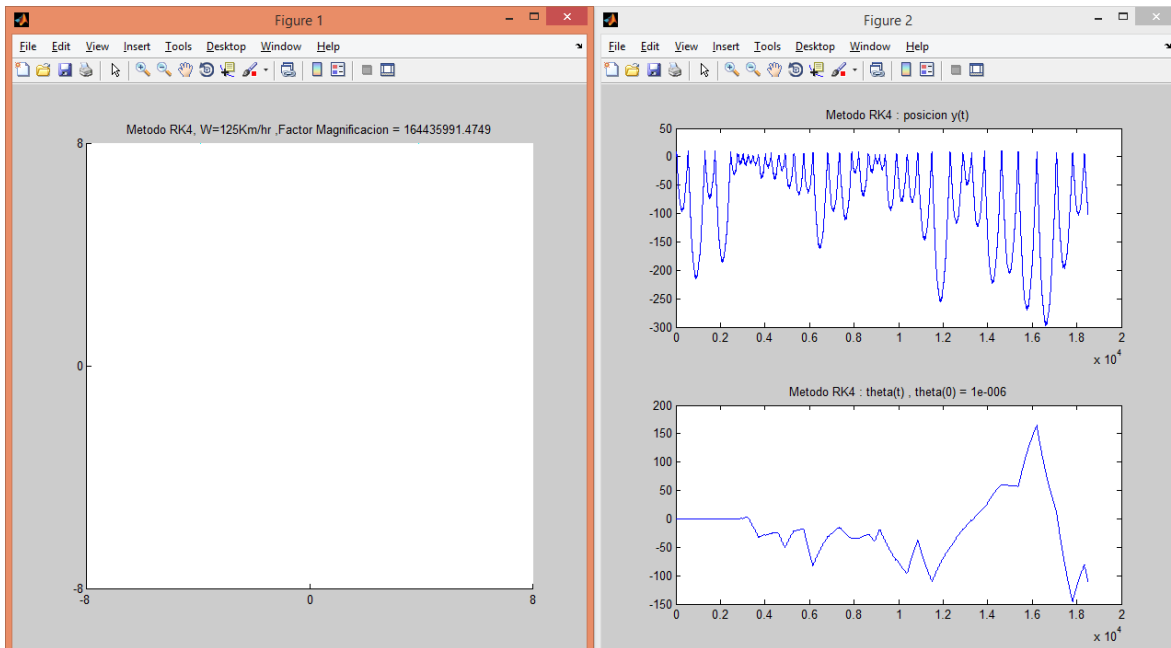 Figure 1
File Edit View Insert Tools Desktop Window Help
Metodo RK4, W=125Km/hr ,Factor Magnificacion = 164435991.4749
8
0
-8
-8 0 8
Figure 2
File Edit View Insert Tools Desktop Window Help
Metodo RK4 : posicion y(t)
50
0
-50
-100
-150
-200
-250
-300
0 0.2 0.4 0.6 0.8 1 1.2 1.4 1.6 1.8 2
x 10^4
Metodo RK4 : theta(t) , theta(0) = 1e-006
200
150
100
50
0
-50
-100
-150
0 0.2 0.4 0.6 0.8 1 1.2 1.4 1.6 1.8 2
x 10^4